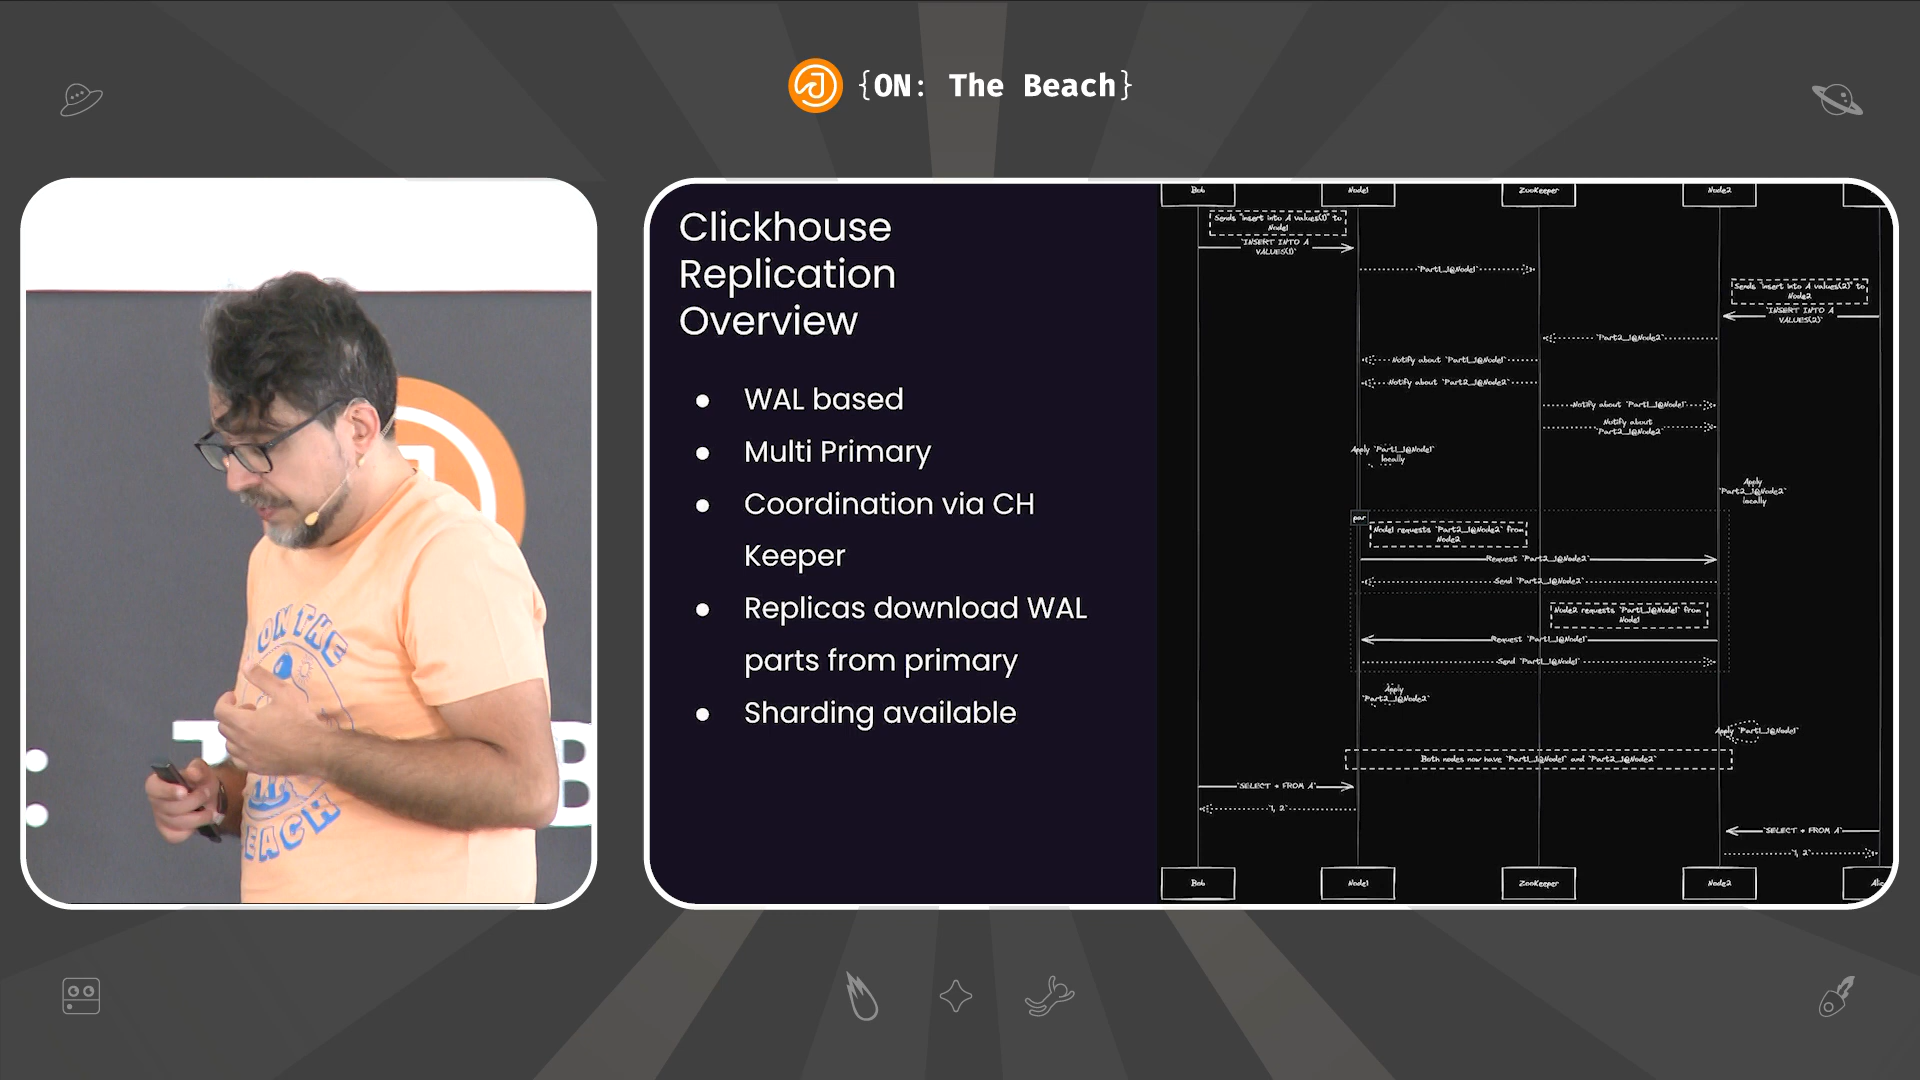 {ON: The Beach}
Clickhouse
Replication
Overview
● WAL based
● Multi Primary
● Coordination via CH
Keeper
● Replicas download WAL
parts from primary
● Sharding available
Bob
Node1
ZooKeeper
Node2
Sends "insert into A values(1)" to
Node1
`INSERT INTO A
VALUES(1)`
`Part1_1@Node1`
Sends "insert into A values(2)" to
Node2
`INSERT INTO A
VALUES(2)`
`Part2_1@Node2`
Notify about `Part1_1@Node1`
Notify about `Part2_1@Node2`
Notify about `Part1_1@Node1`
Notify about
`Part2_1@Node2`
Apply `Part1_1@Node1`
locally
Apply
`Part2_1@Node2`
locally
par
Node1 requests `Part2_1@Node2` from
Node2
Request `Part2_1@Node2`
Send `Part2_1@Node2`
Node2 requests `Part1_1@Node1` from
Node1
Request `Part1_1@Node1`
Send `Part1_1@Node1`
Apply
`Part2_1@Node2`
Apply `Part1_1@Node1`
Both nodes now have `Part1_1@Node1` and `Part2_1@Node2`
`SELECT * FROM A`
`1, 2`
`SELECT * FROM A`
`1, 2`
Bob
Node1
ZooKeeper
Node2
ON THE
BEACH